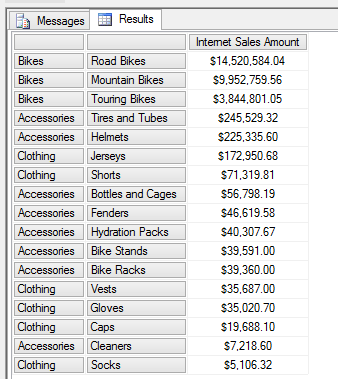 Messages Results
Internet Sales Amount
Bikes Road Bikes $14,520,584.04
Bikes Mountain Bikes $9,952,759.56
Bikes Touring Bikes $3,844,801.05
Accessories Tires and Tubes $245,529.32
Accessories Helmets $225,335.60
Clothing Jerseys $172,950.68
Clothing Shorts $71,319.81
Accessories Bottles and Cages $56,798.19
Accessories Fenders $46,619.58
Accessories Hydration Packs $40,307.67
Accessories Bike Stands $39,591.00
Accessories Bike Racks $39,360.00
Clothing Vests $35,687.00
Clothing Gloves $35,020.70
Clothing Caps $19,688.10
Accessories Cleaners $7,218.60
Clothing Socks $5,106.32